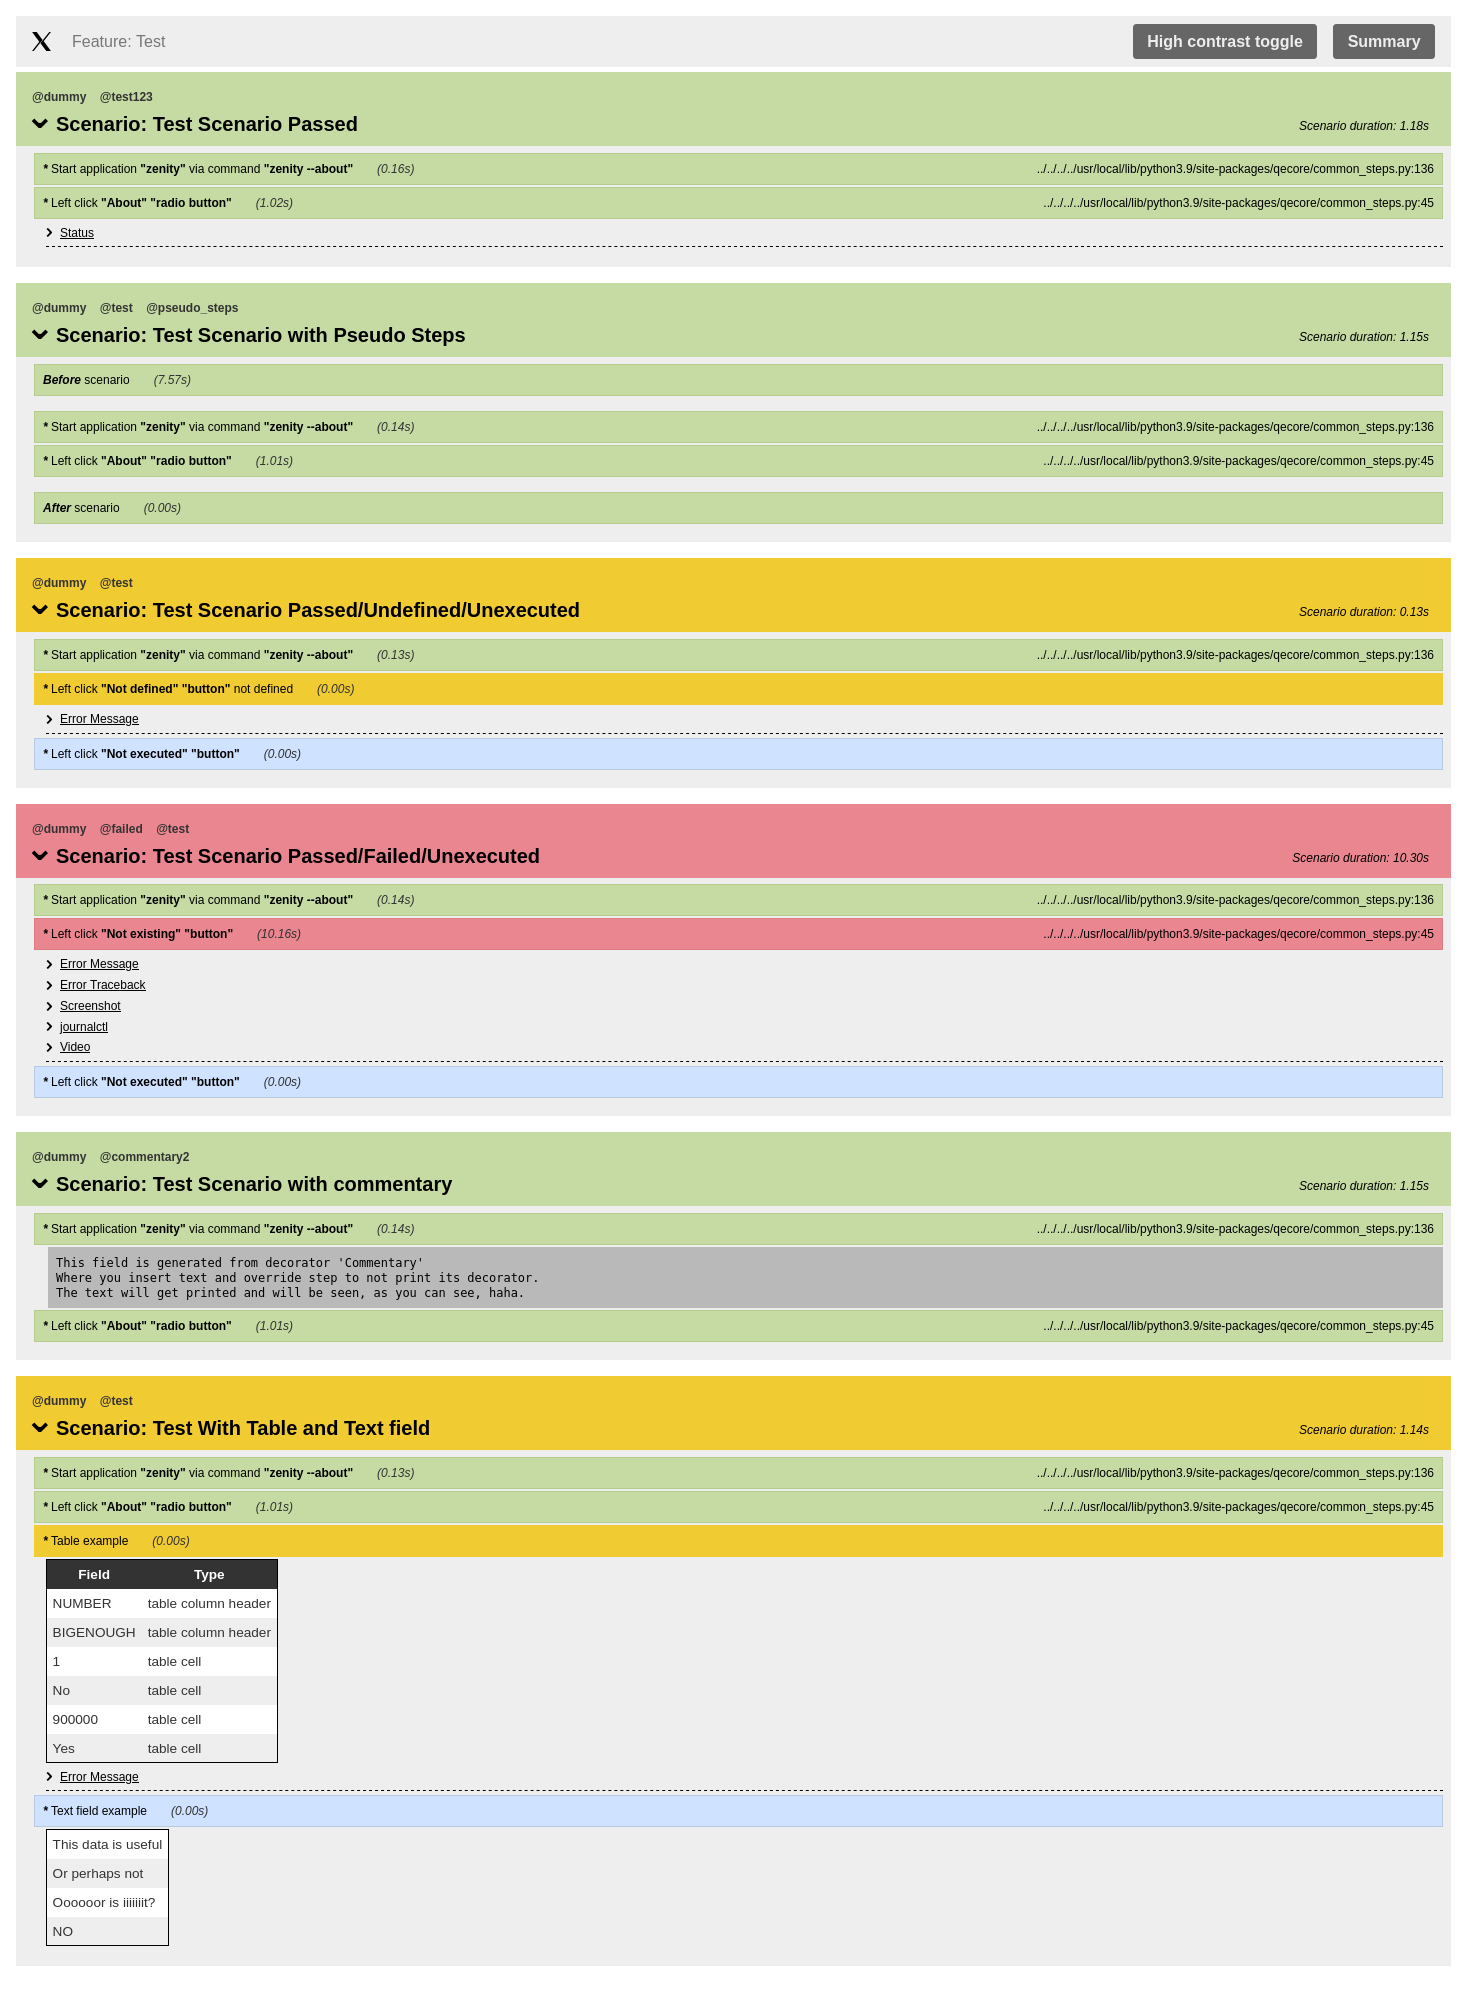 Feature: Test
High contrast toggle
Summary
@dummy @test123
Scenario: Test Scenario Passed
Scenario duration: 1.18s
* Start application "zenity" via command "zenity --about" (0.16s) ../../../../usr/local/lib/python3.9/site-packages/qecore/common_steps.py:136
* Left click "About" "radio button" (1.02s) ../../../../usr/local/lib/python3.9/site-packages/qecore/common_steps.py:45
Status
@dummy @test @pseudo_steps
Scenario: Test Scenario with Pseudo Steps
Scenario duration: 1.15s
Before scenario (7.57s)
* Start application "zenity" via command "zenity --about" (0.14s) ../../../../usr/local/lib/python3.9/site-packages/qecore/common_steps.py:136
* Left click "About" "radio button" (1.01s) ../../../../usr/local/lib/python3.9/site-packages/qecore/common_steps.py:45
After scenario (0.00s)
@dummy @test
Scenario: Test Scenario Passed/Undefined/Unexecuted
Scenario duration: 0.13s
* Start application "zenity" via command "zenity --about" (0.13s) ../../../../usr/local/lib/python3.9/site-packages/qecore/common_steps.py:136
* Left click "Not defined" "button" not defined (0.00s)
Error Message
* Left click "Not executed" "button" (0.00s)
@dummy @failed @test
Scenario: Test Scenario Passed/Failed/Unexecuted
Scenario duration: 10.30s
* Start application "zenity" via command "zenity --about" (0.14s) ../../../../usr/local/lib/python3.9/site-packages/qecore/common_steps.py:136
* Left click "Not existing" "button" (10.16s) ../../../../usr/local/lib/python3.9/site-packages/qecore/common_steps.py:45
Error Message
Error Traceback
Screenshot
journalctl
Video
* Left click "Not executed" "button" (0.00s)
@dummy @commentary2
Scenario: Test Scenario with commentary
Scenario duration: 1.15s
* Start application "zenity" via command "zenity --about" (0.14s) ../../../../usr/local/lib/python3.9/site-packages/qecore/common_steps.py:136
This field is generated from decorator 'Commentary'
Where you insert text and override step to not print its decorator.
The text will get printed and will be seen, as you can see, haha.
* Left click "About" "radio button" (1.01s) ../../../../usr/local/lib/python3.9/site-packages/qecore/common_steps.py:45
@dummy @test
Scenario: Test With Table and Text field
Scenario duration: 1.14s
* Start application "zenity" via command "zenity --about" (0.13s) ../../../../usr/local/lib/python3.9/site-packages/qecore/common_steps.py:136
* Left click "About" "radio button" (1.01s) ../../../../usr/local/lib/python3.9/site-packages/qecore/common_steps.py:45
* Table example (0.00s)
Field Type
NUMBER table column header
BIGENOUGH table column header
1 table cell
No table cell
900000 table cell
Yes table cell
Error Message
* Text field example (0.00s)
This data is useful
Or perhaps not
Oooooor is iiiiiiit?
NO